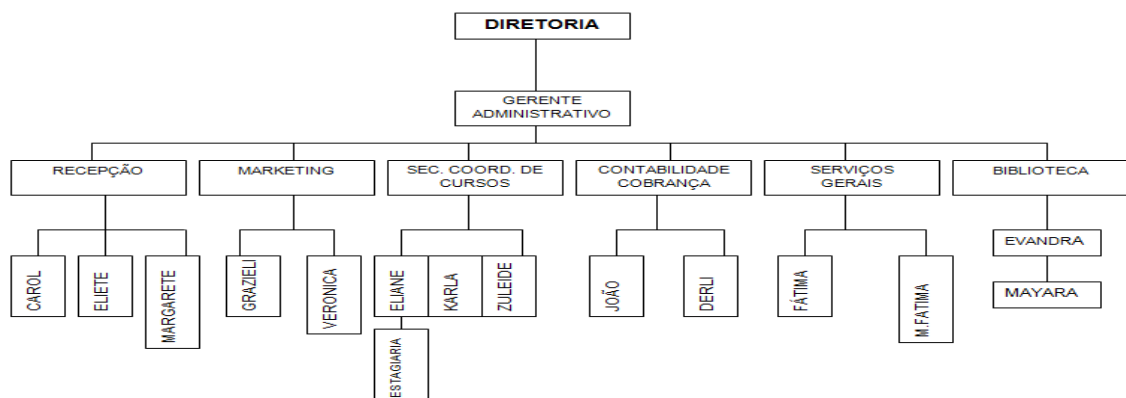 DIRETORIA
GERENTE
ADMINISTRATIVO
RECEPÇÃO
MARKETING
SEC. COORD. DE
CURSOS
CONTABILIDADE
COBRANÇA
SERVIÇOS
GERAIS
BIBLIOTECA
CAROL
ELIETE
MARGARETE
GRAZIELI
VERONICA
ELIANE
KARLA
ZULEIDE
JOÃO
DERLI
FÁTIMA
M.FATIMA
EVANDRA
MAYARA
ESTAGIARIA